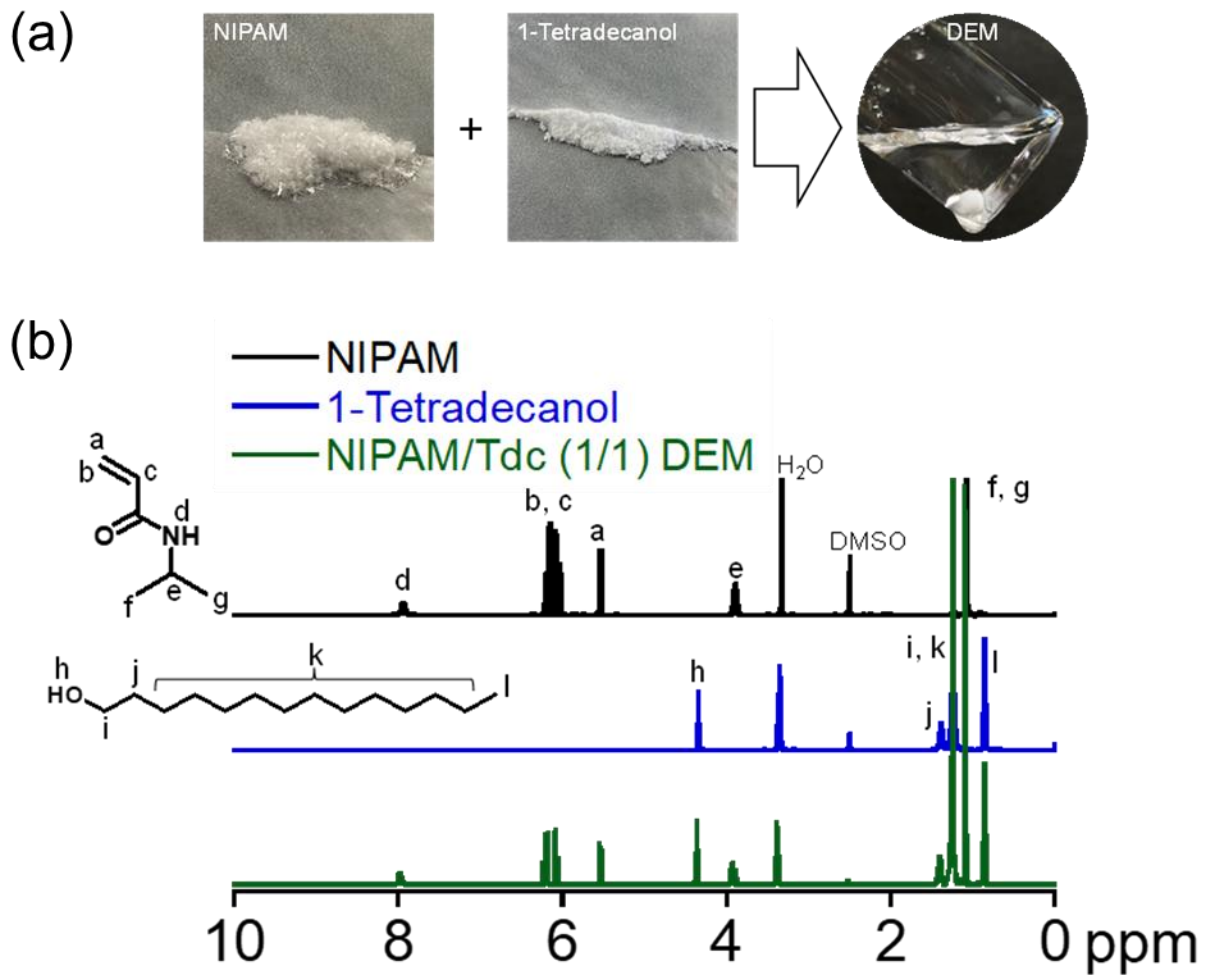 (a)
NIPAM
+
1-Tetradecanol
DEM
(b)
NIPAM
1-Tetradecanol
NIPAM/Tdc (1/1) DEM
a
b
c
d
O
NH
e
f
g
d
b, c
a
e
H₂O
DMSO
f, g
h
HO
i
j
k
l
h
j
i, k
l
10 8 6 4 2 0 ppm